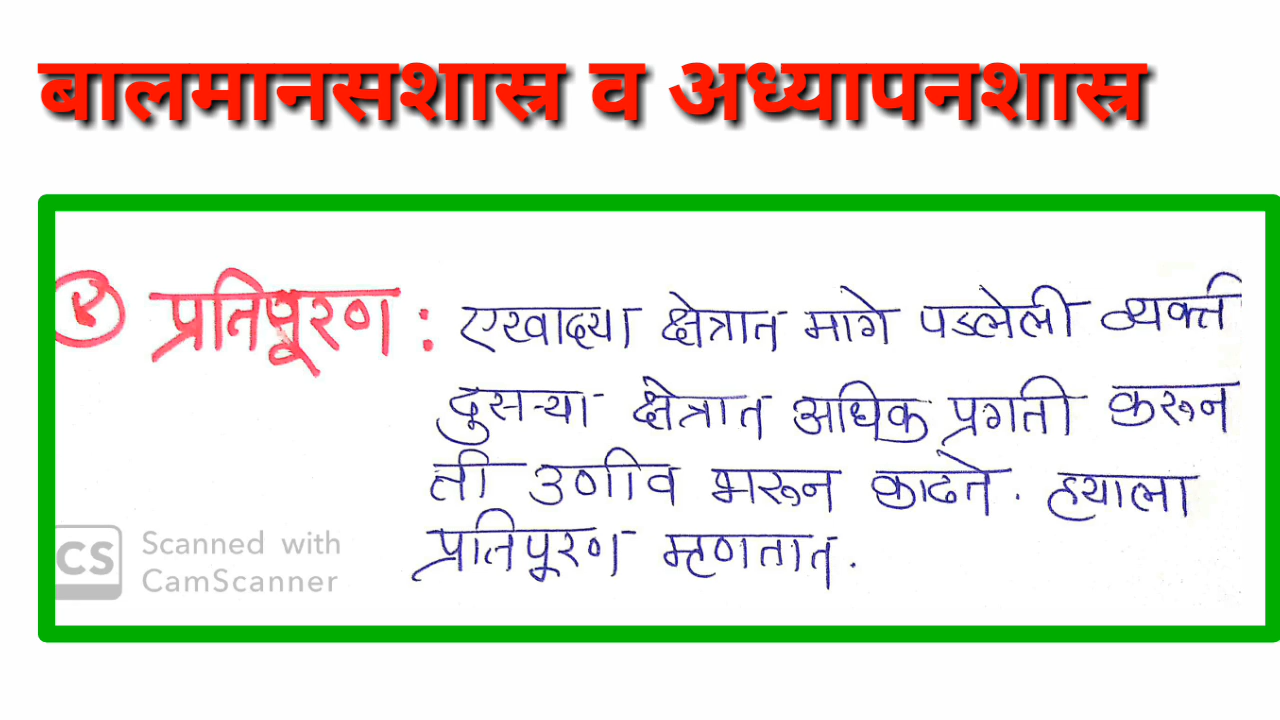 बालमानसशास्त्र व अध्यापनशास्त्र
४ प्रतिपूरण : एखाद्या क्षेत्रात मागे पडलेली व्यक्ती
दुसऱ्या क्षेत्रात अधिक प्रगती करून
ती उणीव भरून काढते. ह्याला
प्रतिपूरण म्हणतात.
CS Scanned with
CamScanner